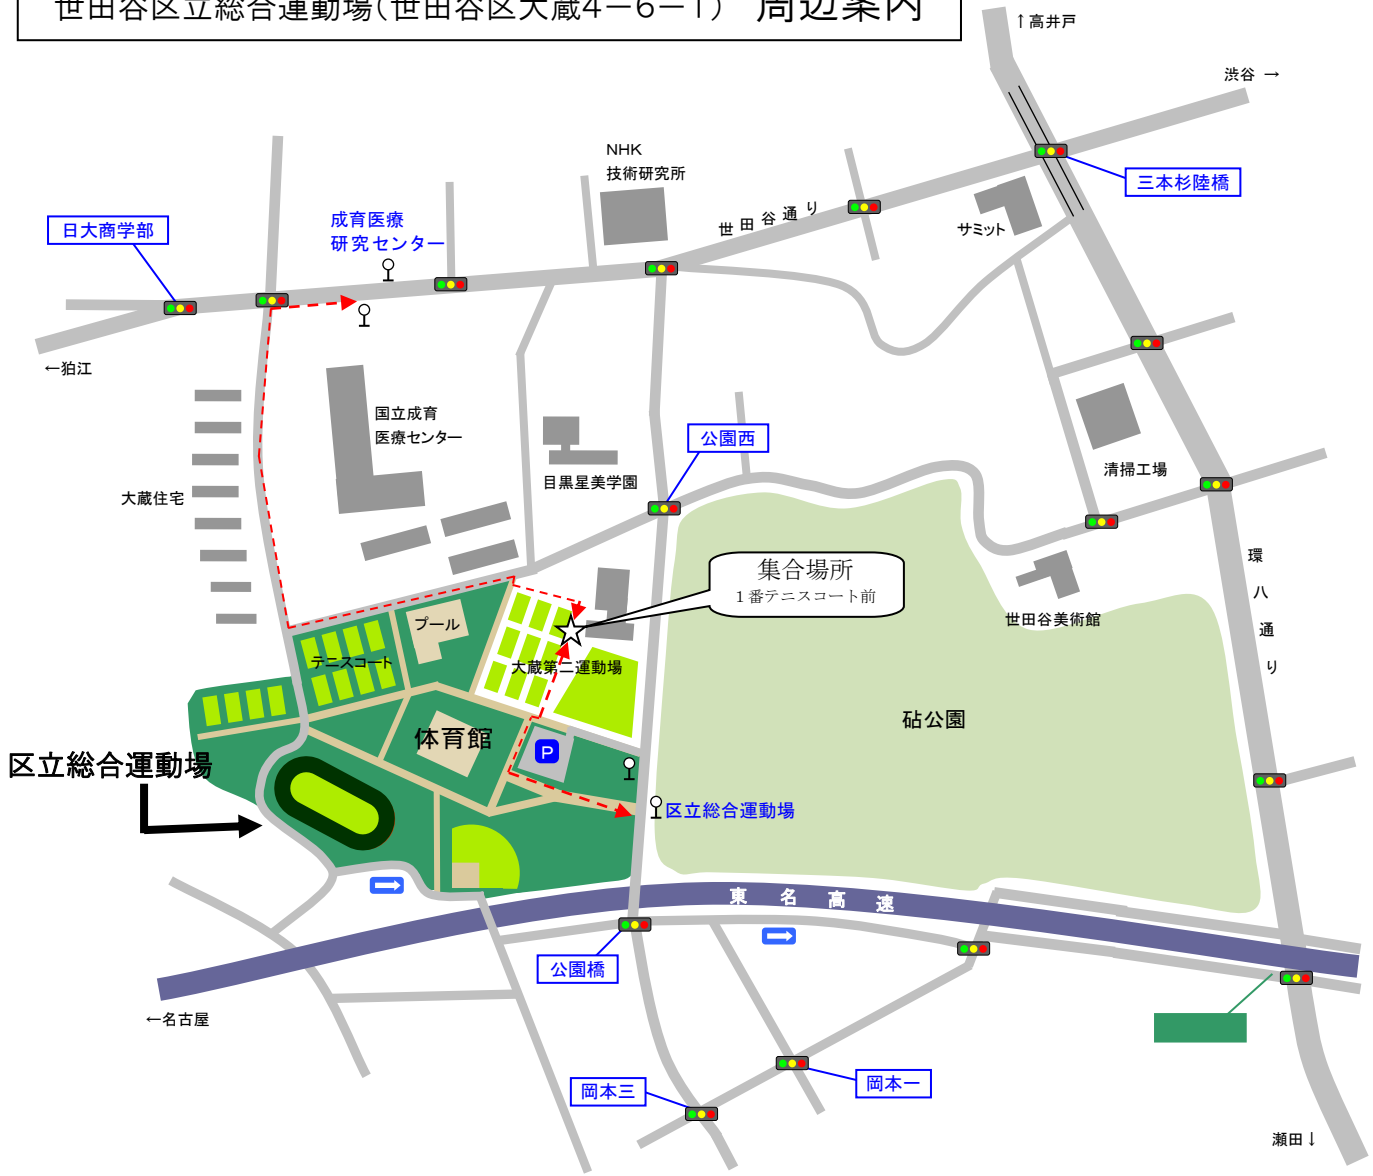 世田谷区立総合運動場(世田谷区大蔵4-6-1) 周辺案内
↑高井戸
渋谷 →
NHK
技術研究所
三本杉陸橋
世田谷通り
サミット
成育医療
研究センター
日大商学部
←狛江
国立成育
医療センター
公園西
目黒星美学園
清掃工場
大蔵住宅
環八通り
集合場所
1番テニスコート前
世田谷美術館
プール
テニスコート
大蔵第二運動場
砧公園
体育館
P
区立総合運動場
区立総合運動場
東名高速
公園橋
←名古屋
岡本三
岡本一
瀬田↓